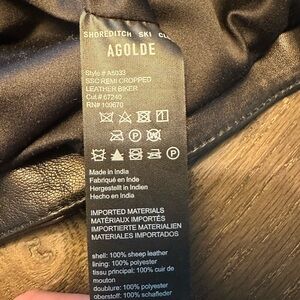 SHOREDITCH SKI CL
AGOLDE
Style # A5033
SSC REMI CROPPED
LEATHER BIKER
Cut # 67240
RN# 109670
Made in India
Fabriqué en Inde
Hergestellt in Indien
Hecho en India
IMPORTED MATERIALS
MATÉRIAUX IMPORTÉS
IMPORTIERTE MATERIALIEN
MATERIALES IMPORTADOS
shell: 100% sheep leather
lining: 100% polyester
tissu principal: 100% cuir de
mouton
doublure: 100% polyester
oberstoff: 100% schafleder